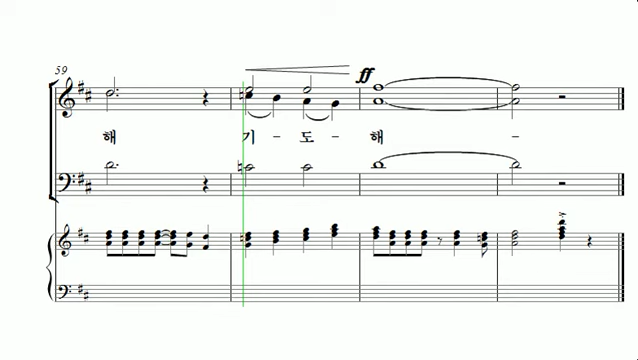 59
ff
해 기 - 도 - 해 -